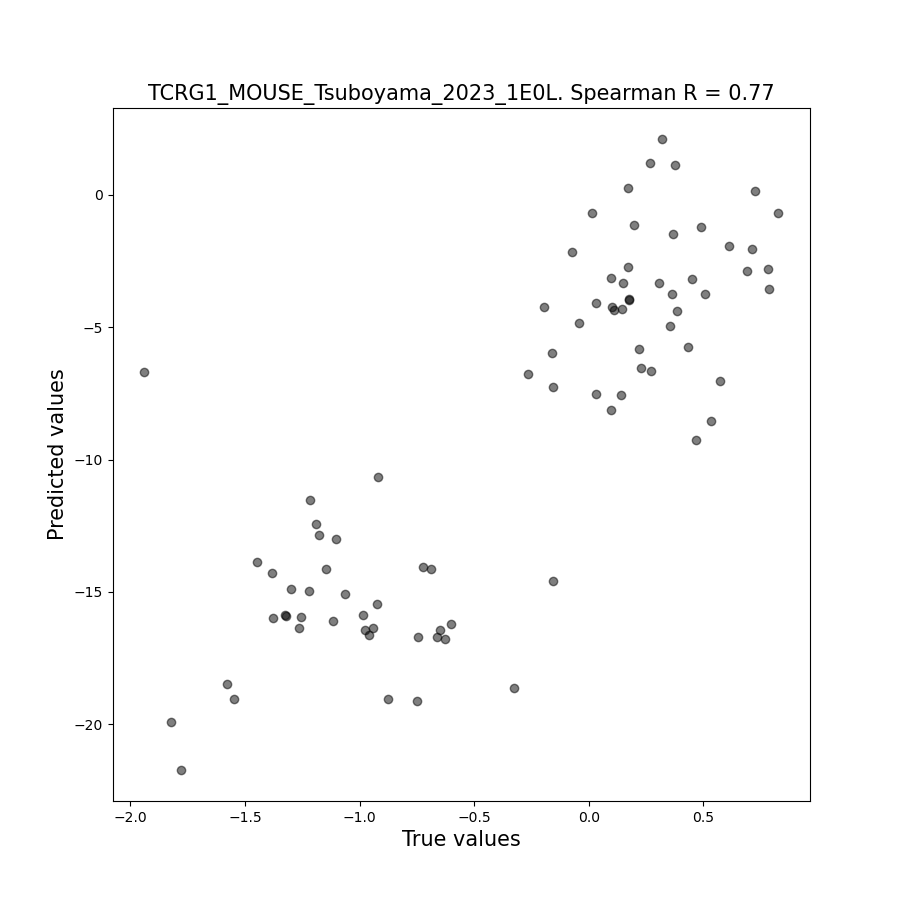 TCRG1_MOUSE_Tsuboyama_2023_1E0L. Spearman R = 0.77
0
−5
−10
−15
−20
Predicted values
−2.0 −1.5 −1.0 −0.5 0.0 0.5
True values